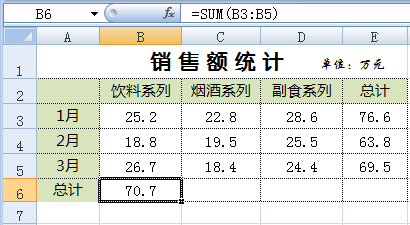 B6 fx =SUM(B3:B5)
A B C D E
1 销售额统计 单位：万元
2 饮料系列 烟酒系列 副食系列 总计
3 1月 25.2 22.8 28.6 76.6
4 2月 18.8 19.5 25.5 63.8
5 3月 26.7 18.4 24.4 69.5
6 总计 70.7
7